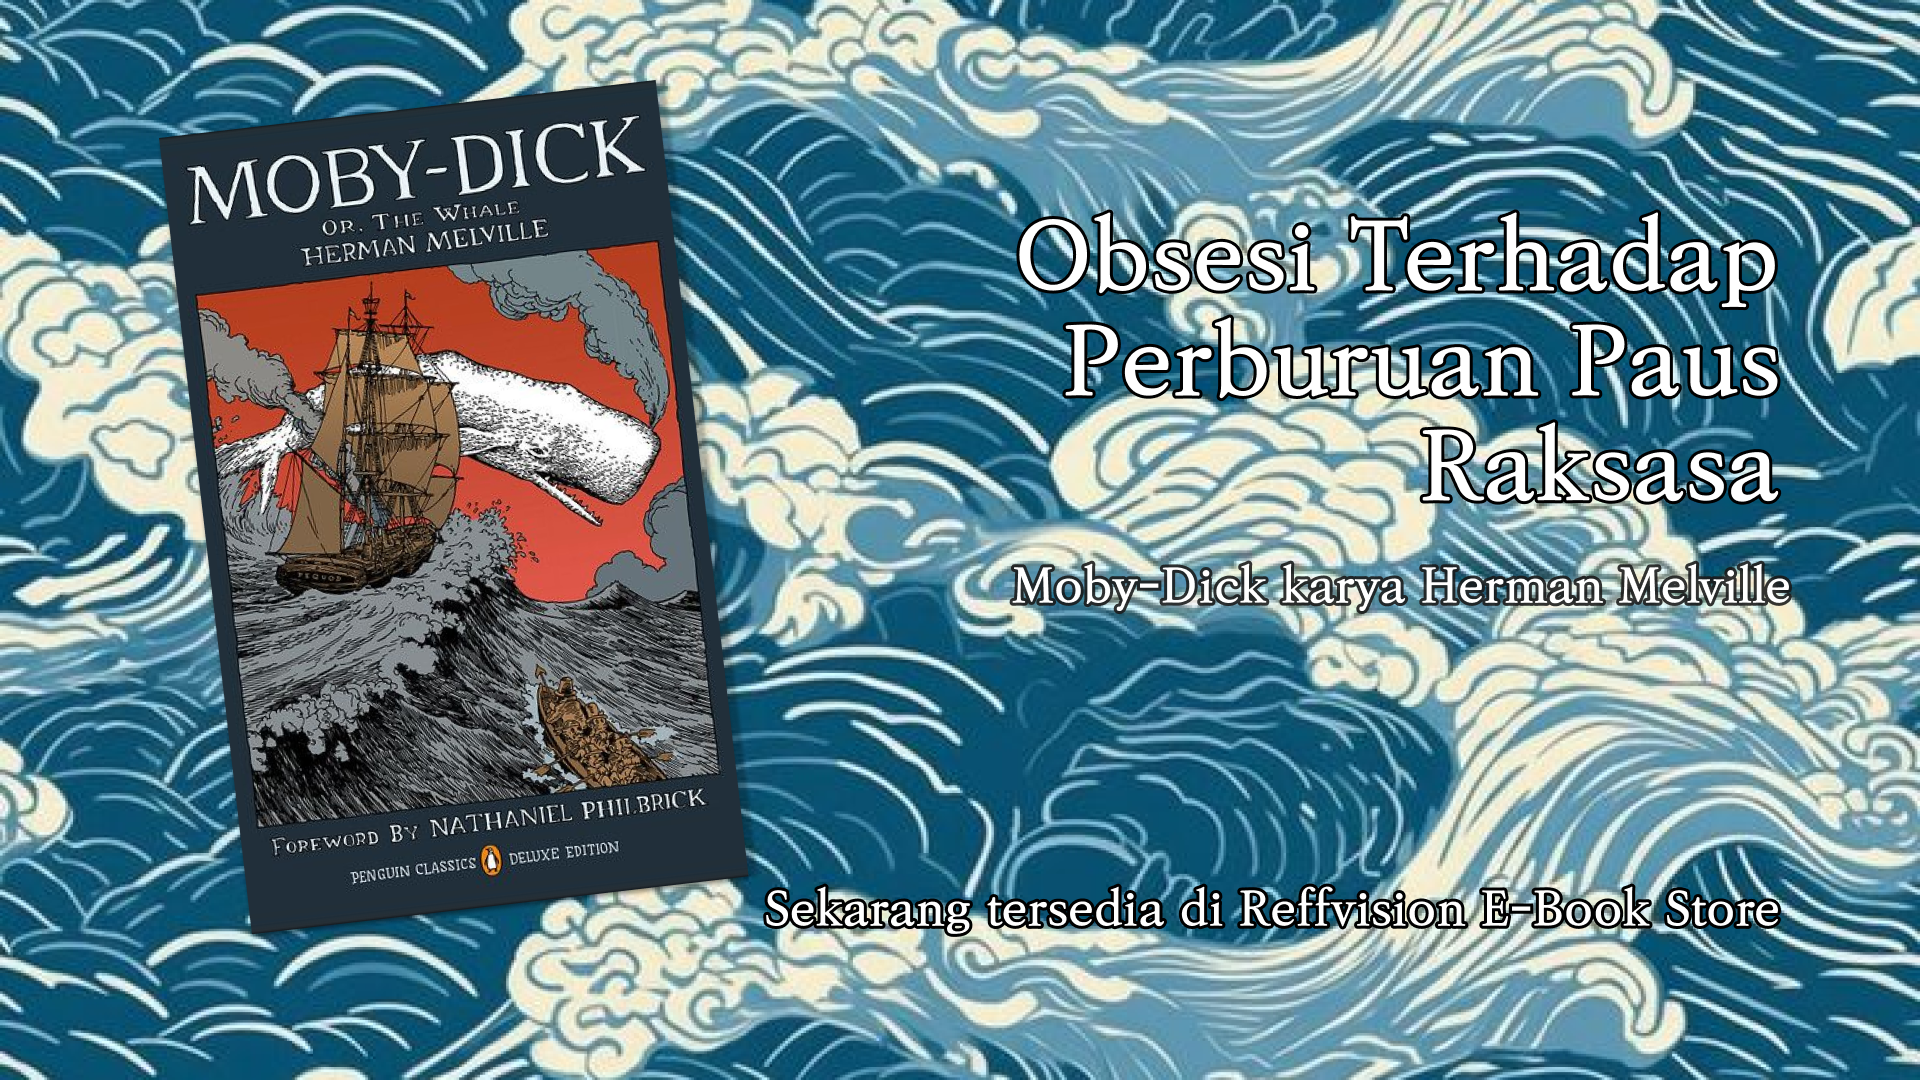 MOBY-DICK
OR, THE WHALE
HERMAN MELVILLE
PEQUOD
FOREWORD BY NATHANIEL PHILBRICK
PENGUIN CLASSICS DELUXE EDITION
Obsesi Terhadap
Perburuan Paus
Raksasa
Moby-Dick karya Herman Melville
Sekarang tersedia di Reffvision E-Book Store